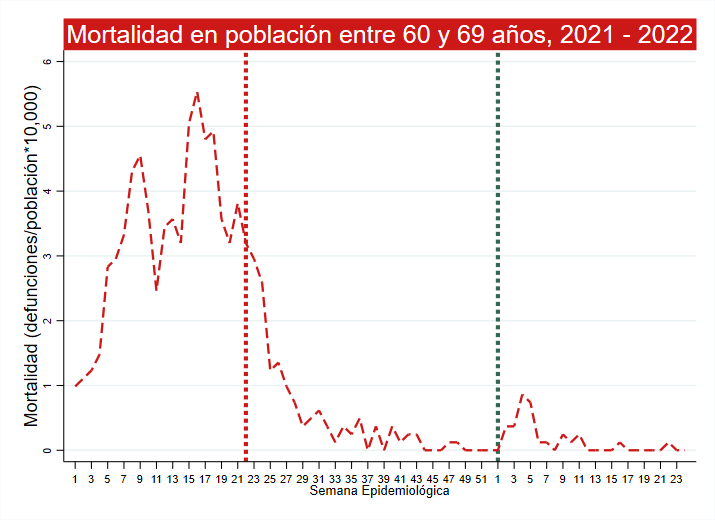 Mortalidad en población entre 60 y 69 años, 2021 - 2022
Mortalidad (defunciones/población*10,000)
6
5
4
3
2
1
0
1 3 5 7 9 11 13 15 17 19 21 23 25 27 29 31 33 35 37 39 41 43 45 47 49 51 1 3 5 7 9 11 13 15 17 19 21 23
Semana Epidemiológica